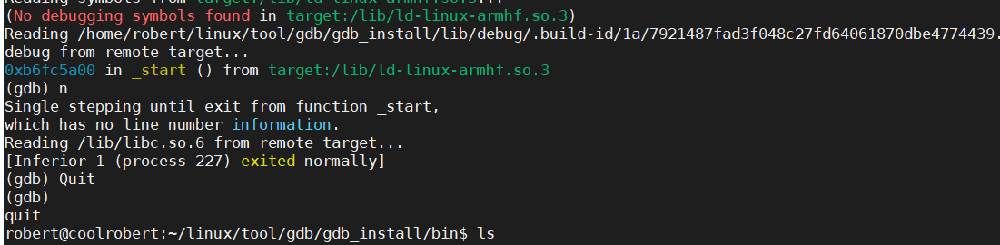 Reading symbols from target:/lib/ld-linux-armhf.so.3...
(No debugging symbols found in target:/lib/ld-linux-armhf.so.3)
Reading /home/robert/linux/tool/gdb/gdb_install/lib/debug/.build-id/1a/7921487fad3f048c27fd64061870dbe4774439.
debug from remote target...
0xb6fc5a00 in _start () from target:/lib/ld-linux-armhf.so.3
(gdb) n
Single stepping until exit from function _start,
which has no line number information.
Reading /lib/libc.so.6 from remote target...
[Inferior 1 (process 227) exited normally]
(gdb) Quit
(gdb)
quit
robert@coolrobert:~/linux/tool/gdb/gdb_install/bin$ ls